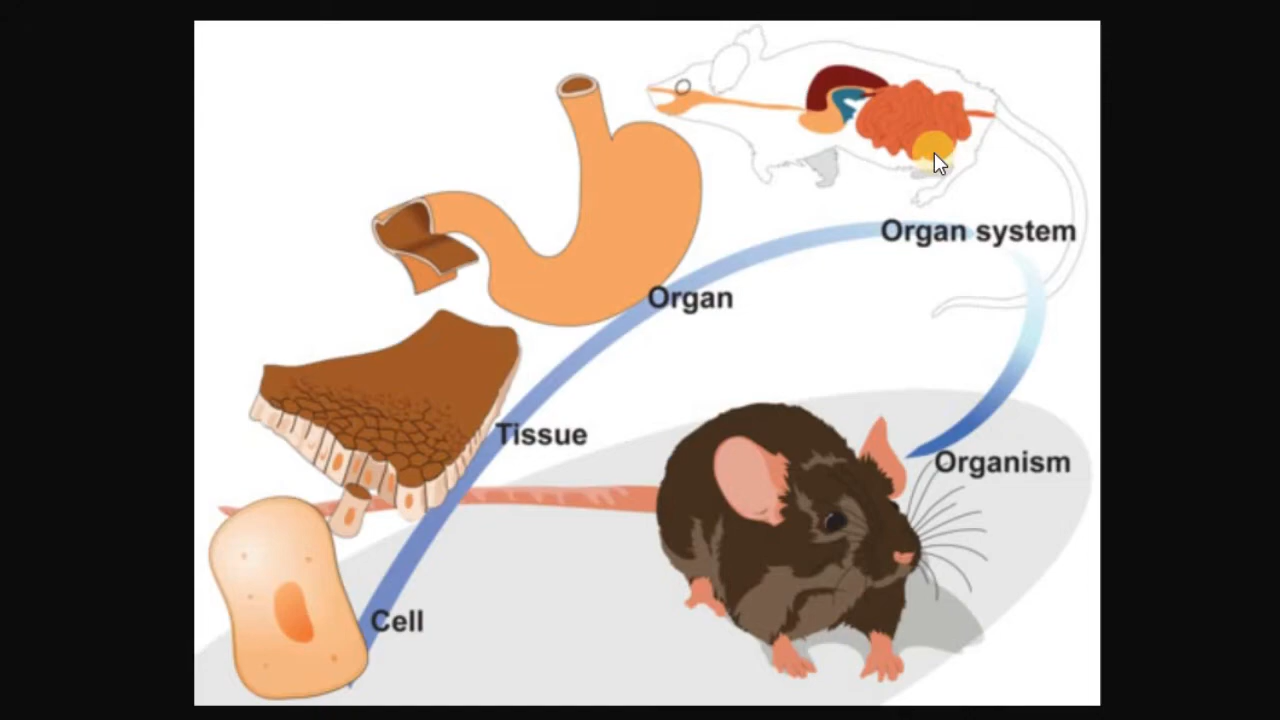 Organ system
Organ
Tissue
Organism
Cell